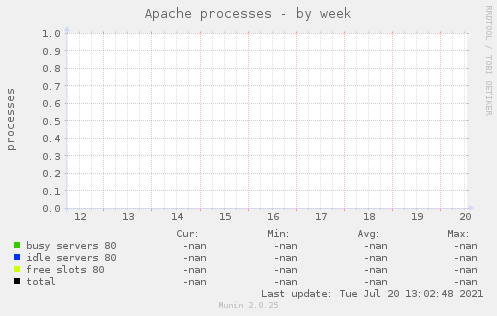 Apache processes - by week
RRDTOOL / TOBI OETIKER
processes
1.0
0.9
0.8
0.7
0.6
0.5
0.4
0.3
0.2
0.1
0.0
12 13 14 15 16 17 18 19 20
Cur: Min: Avg: Max:
busy servers 80 -nan -nan -nan -nan
idle servers 80 -nan -nan -nan -nan
free slots 80 -nan -nan -nan -nan
total -nan -nan -nan -nan
Last update: Tue Jul 20 13:02:48 2021
Munin 2.0.25